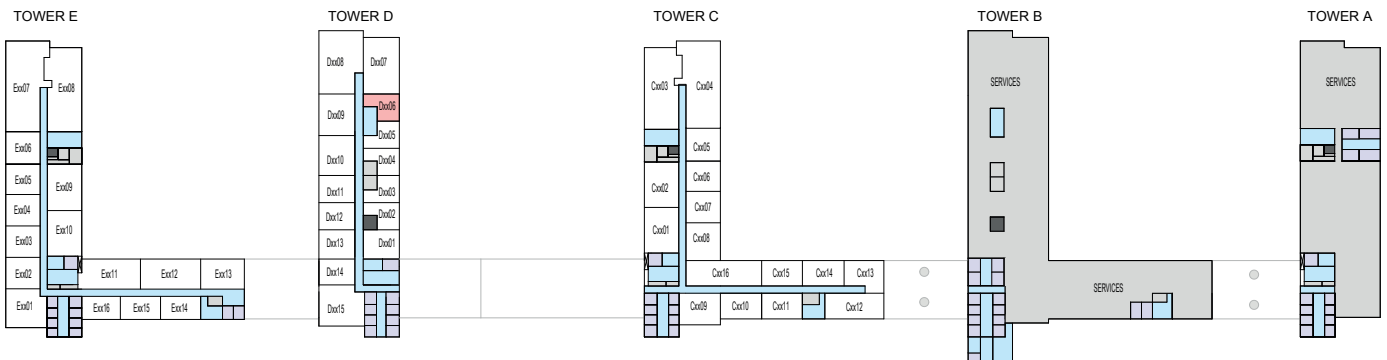 TOWER E
TOWER D
TOWER C
TOWER B
TOWER A
Exx07
Exx08
Exx06
Exx05
Exx09
Exx04
Exx03
Exx10
Exx02
Exx01
Exx11
Exx12
Exx13
Exx16
Exx15
Exx14
Dxx08
Dxx07
Dxx09
Dxx06
Dxx05
Dxx10
Dxx04
Dxx11
Dxx03
Dxx12
Dxx02
Dxx13
Dxx01
Dxx14
Dxx15
Cxx03
Cxx04
Cxx05
Cxx02
Cxx06
Cxx07
Cxx01
Cxx08
Cxx16
Cxx15
Cxx14
Cxx13
Cxx09
Cxx10
Cxx11
Cxx12
SERVICES
SERVICES
SERVICES